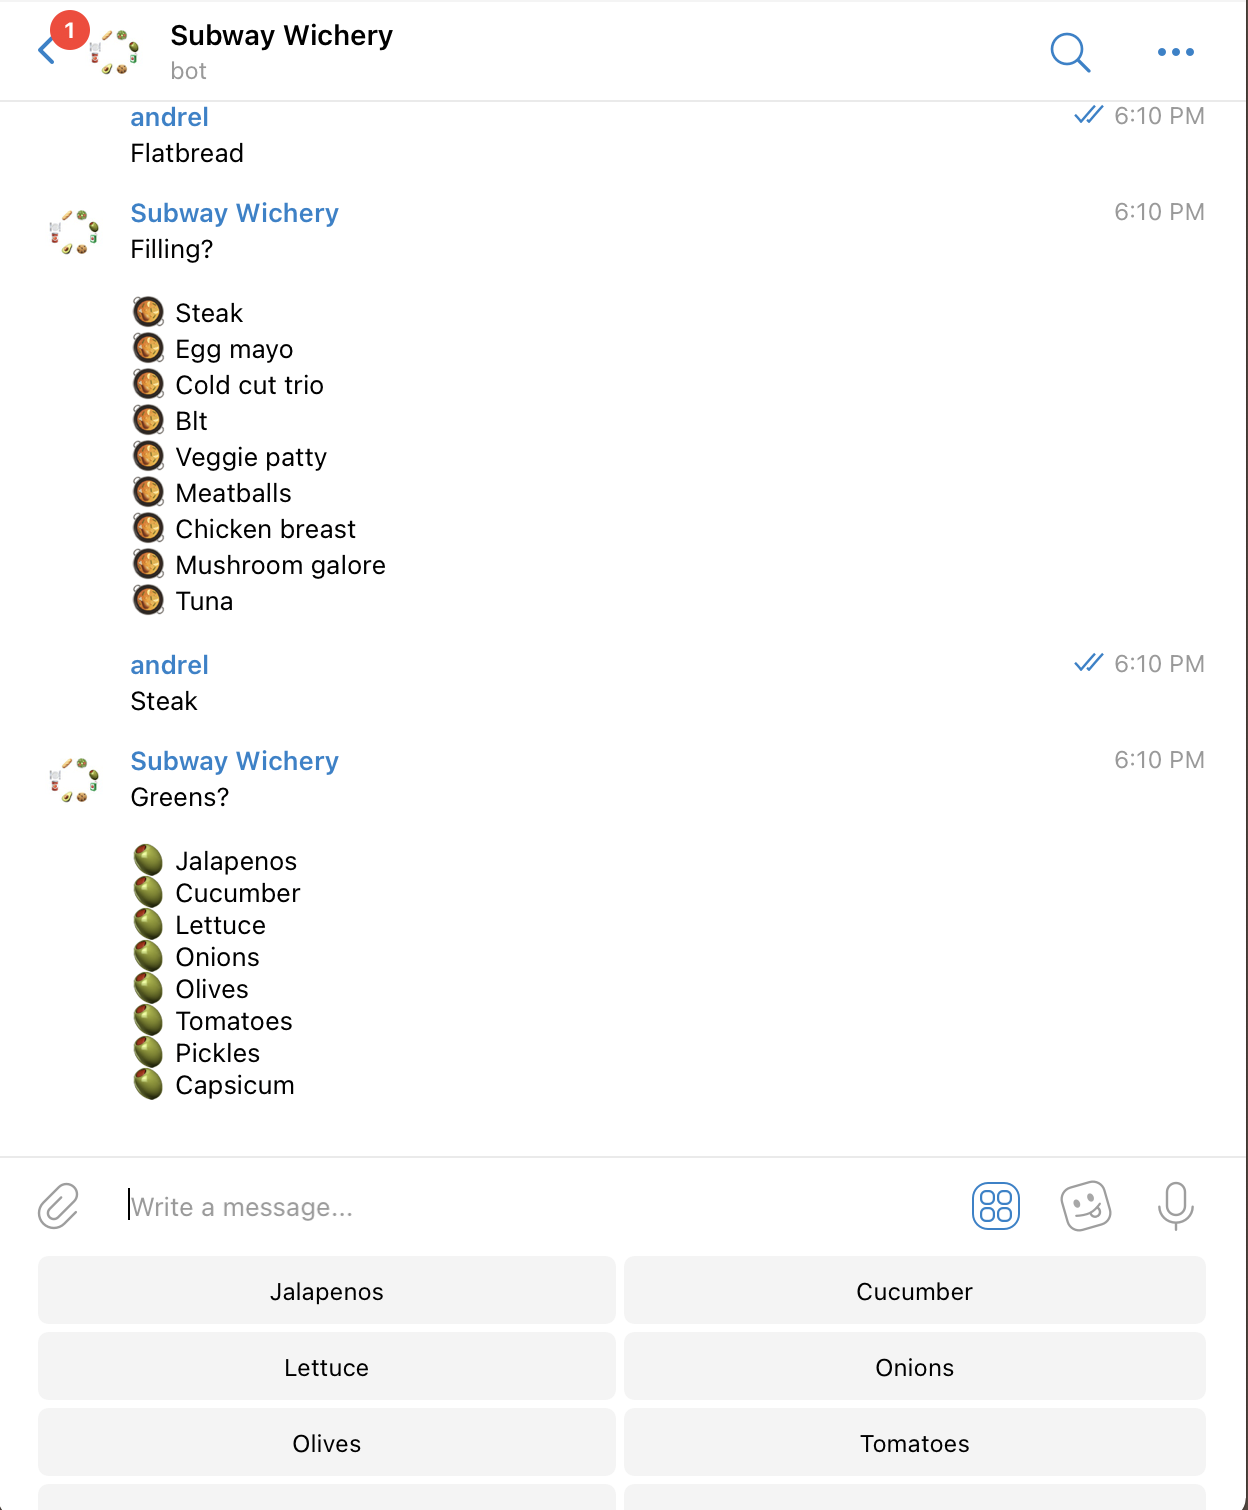 1
Subway Wichery
bot
andrel
6:10 PM
Flatbread
Subway Wichery
6:10 PM
Filling?
Steak
Egg mayo
Cold cut trio
Blt
Veggie patty
Meatballs
Chicken breast
Mushroom galore
Tuna
andrel
6:10 PM
Steak
Subway Wichery
6:10 PM
Greens?
Jalapenos
Cucumber
Lettuce
Onions
Olives
Tomatoes
Pickles
Capsicum
Write a message...
Jalapenos
Cucumber
Lettuce
Onions
Olives
Tomatoes